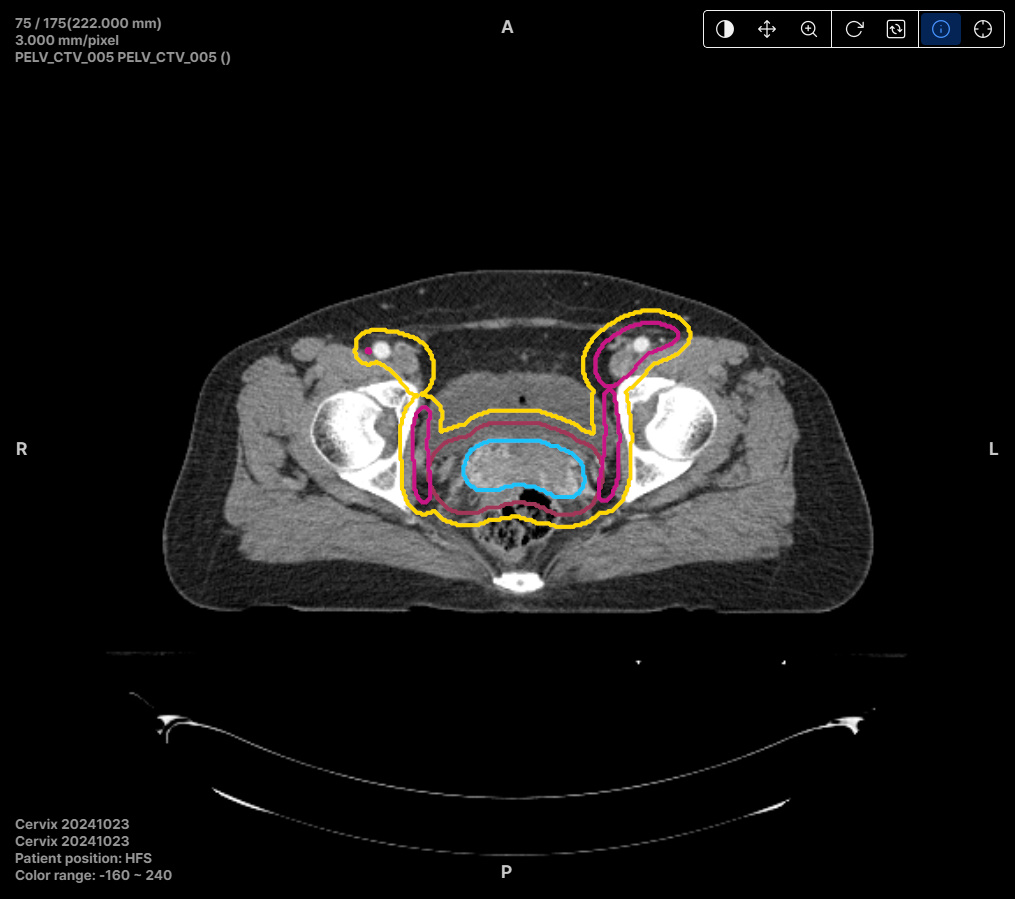 75 / 175(222.000 mm)
3.000 mm/pixel
PELV_CTV_005 PELV_CTV_005 ()
A
R
L
Cervix 20241023
Cervix 20241023
Patient position: HFS
Color range: -160 ~ 240
P